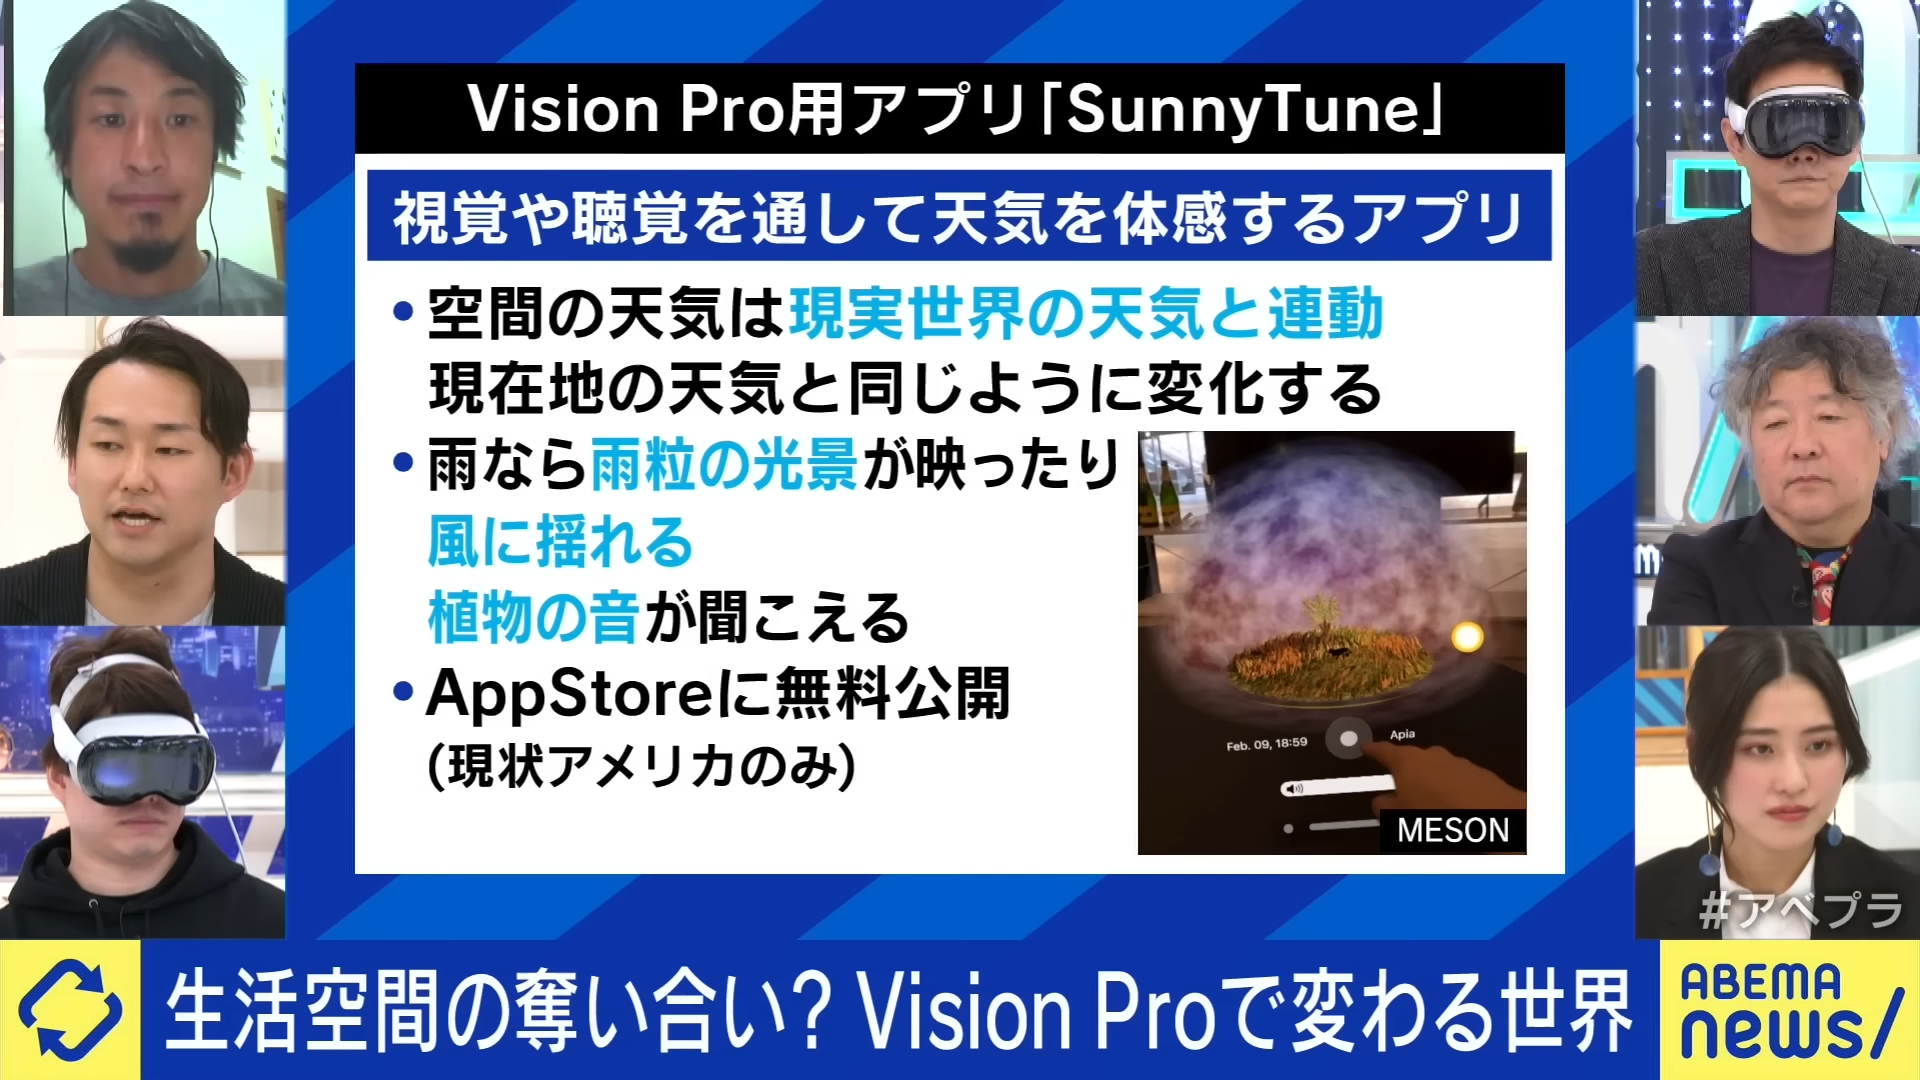 Vision Pro用アプリ「SunnyTune」
視覚や聴覚を通して天気を体感するアプリ
•空間の天気は現実世界の天気と連動
現在地の天気と同じように変化する
•雨なら雨粒の光景が映ったり
風に揺れる
植物の音が聞こえる
•AppStoreに無料公開
(現状アメリカのみ)
Feb. 09, 18:59
Apia
MESON
#アベプラ
生活空間の奪い合い? Vision Proで変わる世界
ABEMA
news/